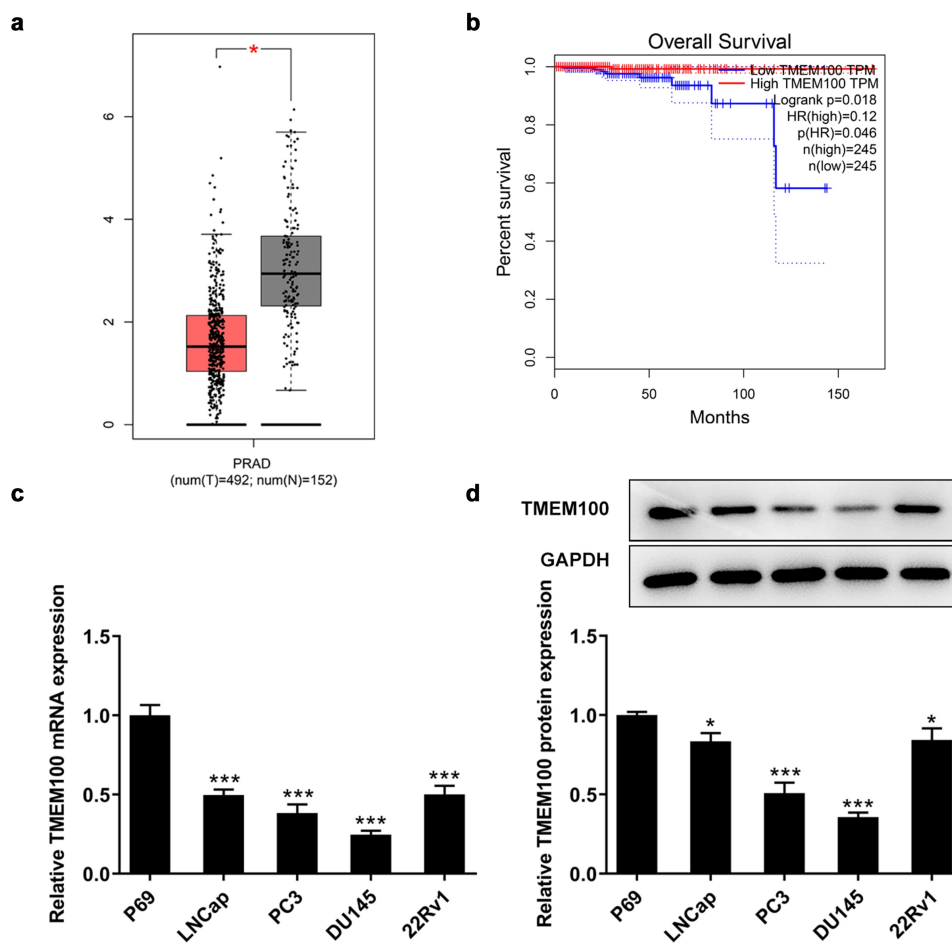 a
*
6
4
2
0
PRAD
(num(T)=492; num(N)=152)
b
Overall Survival
Percent survival
1.0
0.8
0.6
0.4
0.2
0.0
Low TMEM100 TPM
High TMEM100 TPM
Logrank p=0.018
HR(high)=0.12
p(HR)=0.046
n(high)=245
n(low)=245
0 50 100 150
Months
c
Relative TMEM100 mRNA expression
1.5
1.0
0.5
0.0
*** *** *** ***
P69 LNCap PC3 DU145 22Rv1
d
TMEM100
GAPDH
Relative TMEM100 protein expression
1.5
1.0
0.5
0.0
* *** *** *
P69 LNCap PC3 DU145 22Rv1